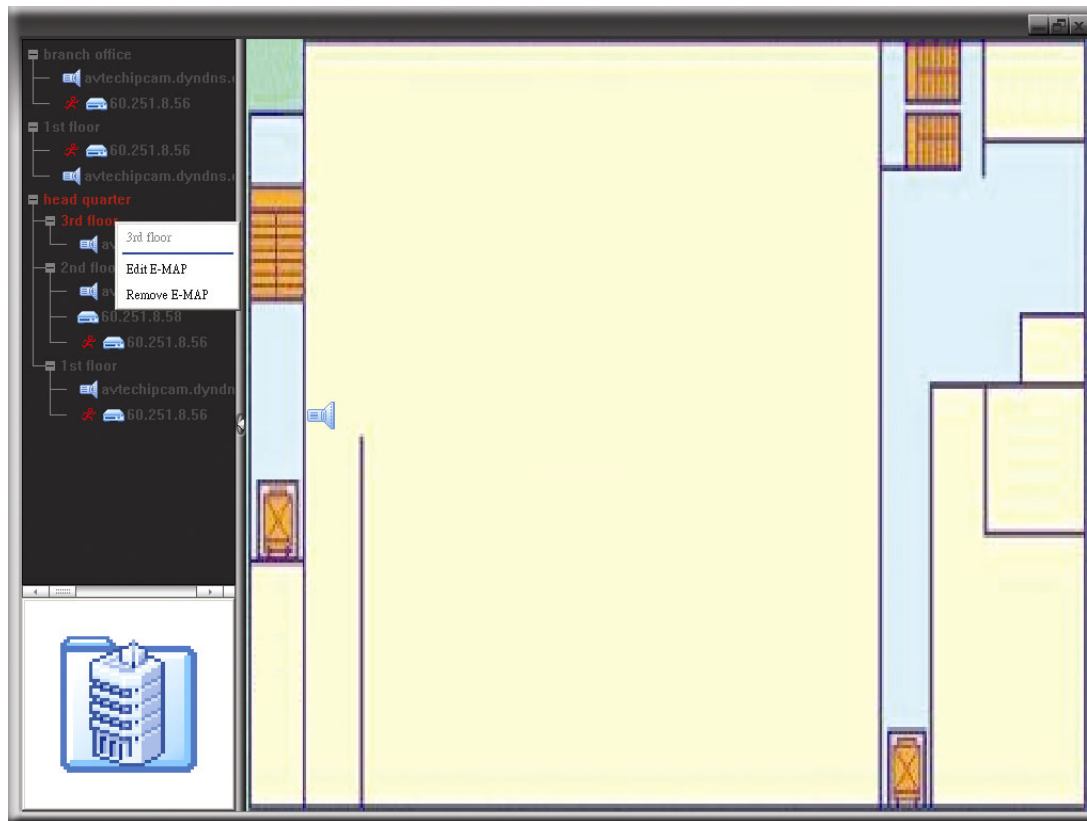 branch office
avtechipcam.dyndns.
60.251.8.56
1st floor
60.251.8.56
avtechipcam.dyndns.
head quarter
3rd floor
3rd floor
2nd floo
Edit E-MAP
Remove E-MAP
60.251.8.58
60.251.8.56
1st floor
avtechipcam.dyndn
60.251.8.56